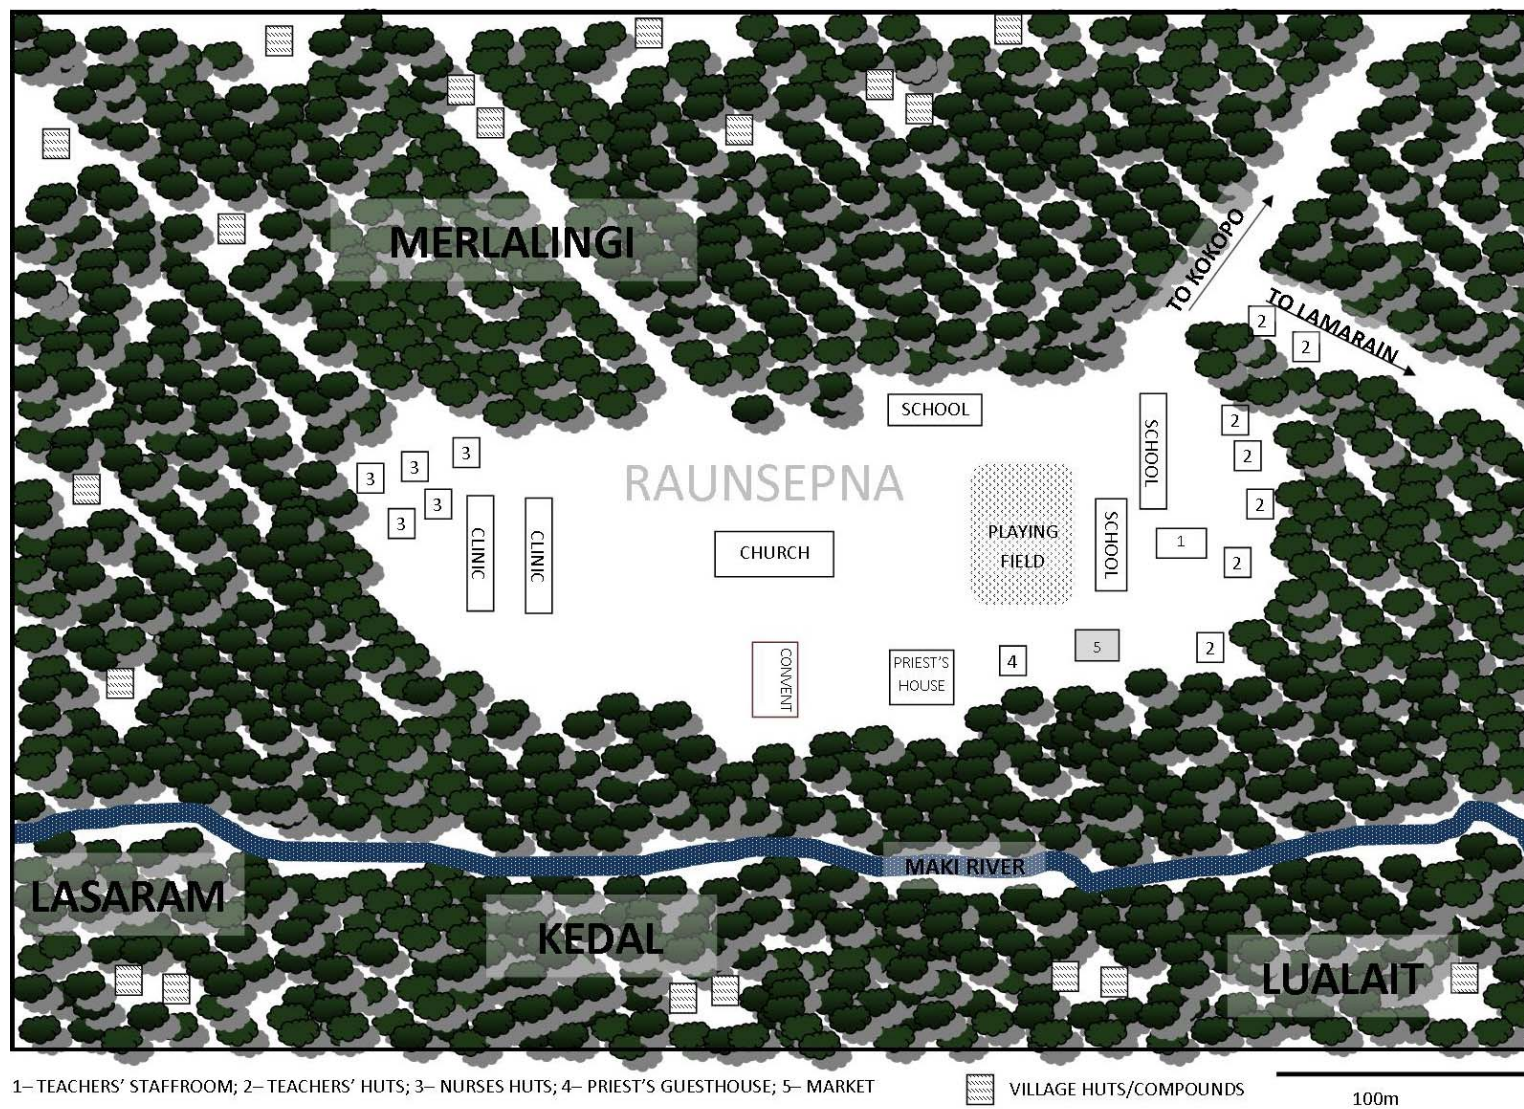 MERLALINGI
TO KOKOPO
TO LAMARAIN
2
2
SCHOOL
SCHOOL
2
2
2
2
2
RAUNSEPNA
3
3
3
3
3
CLINIC
CLINIC
CHURCH
PLAYING
FIELD
SCHOOL
1
CONVENT
PRIEST'S
HOUSE
4
5
MAKI RIVER
LASARAM
KEDAL
LUALAIT
1– TEACHERS' STAFFROOM; 2– TEACHERS' HUTS; 3– NURSES HUTS; 4– PRIEST'S GUESTHOUSE; 5– MARKET
VILLAGE HUTS/COMPOUNDS
100m